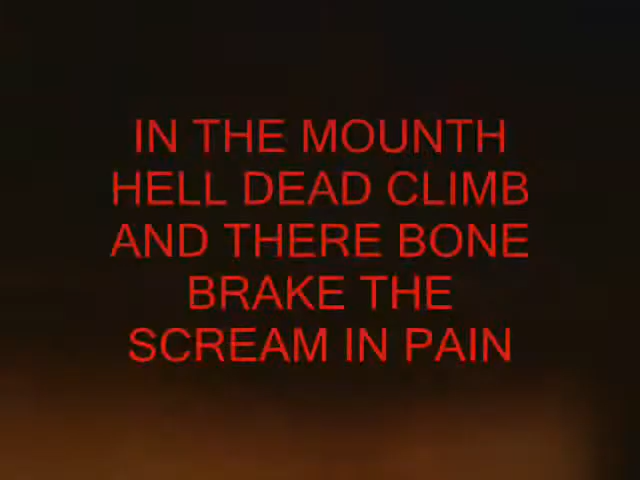 IN THE MOUNTH
HELL DEAD CLIMB
AND THERE BONE
BRAKE THE
SCREAM IN PAIN